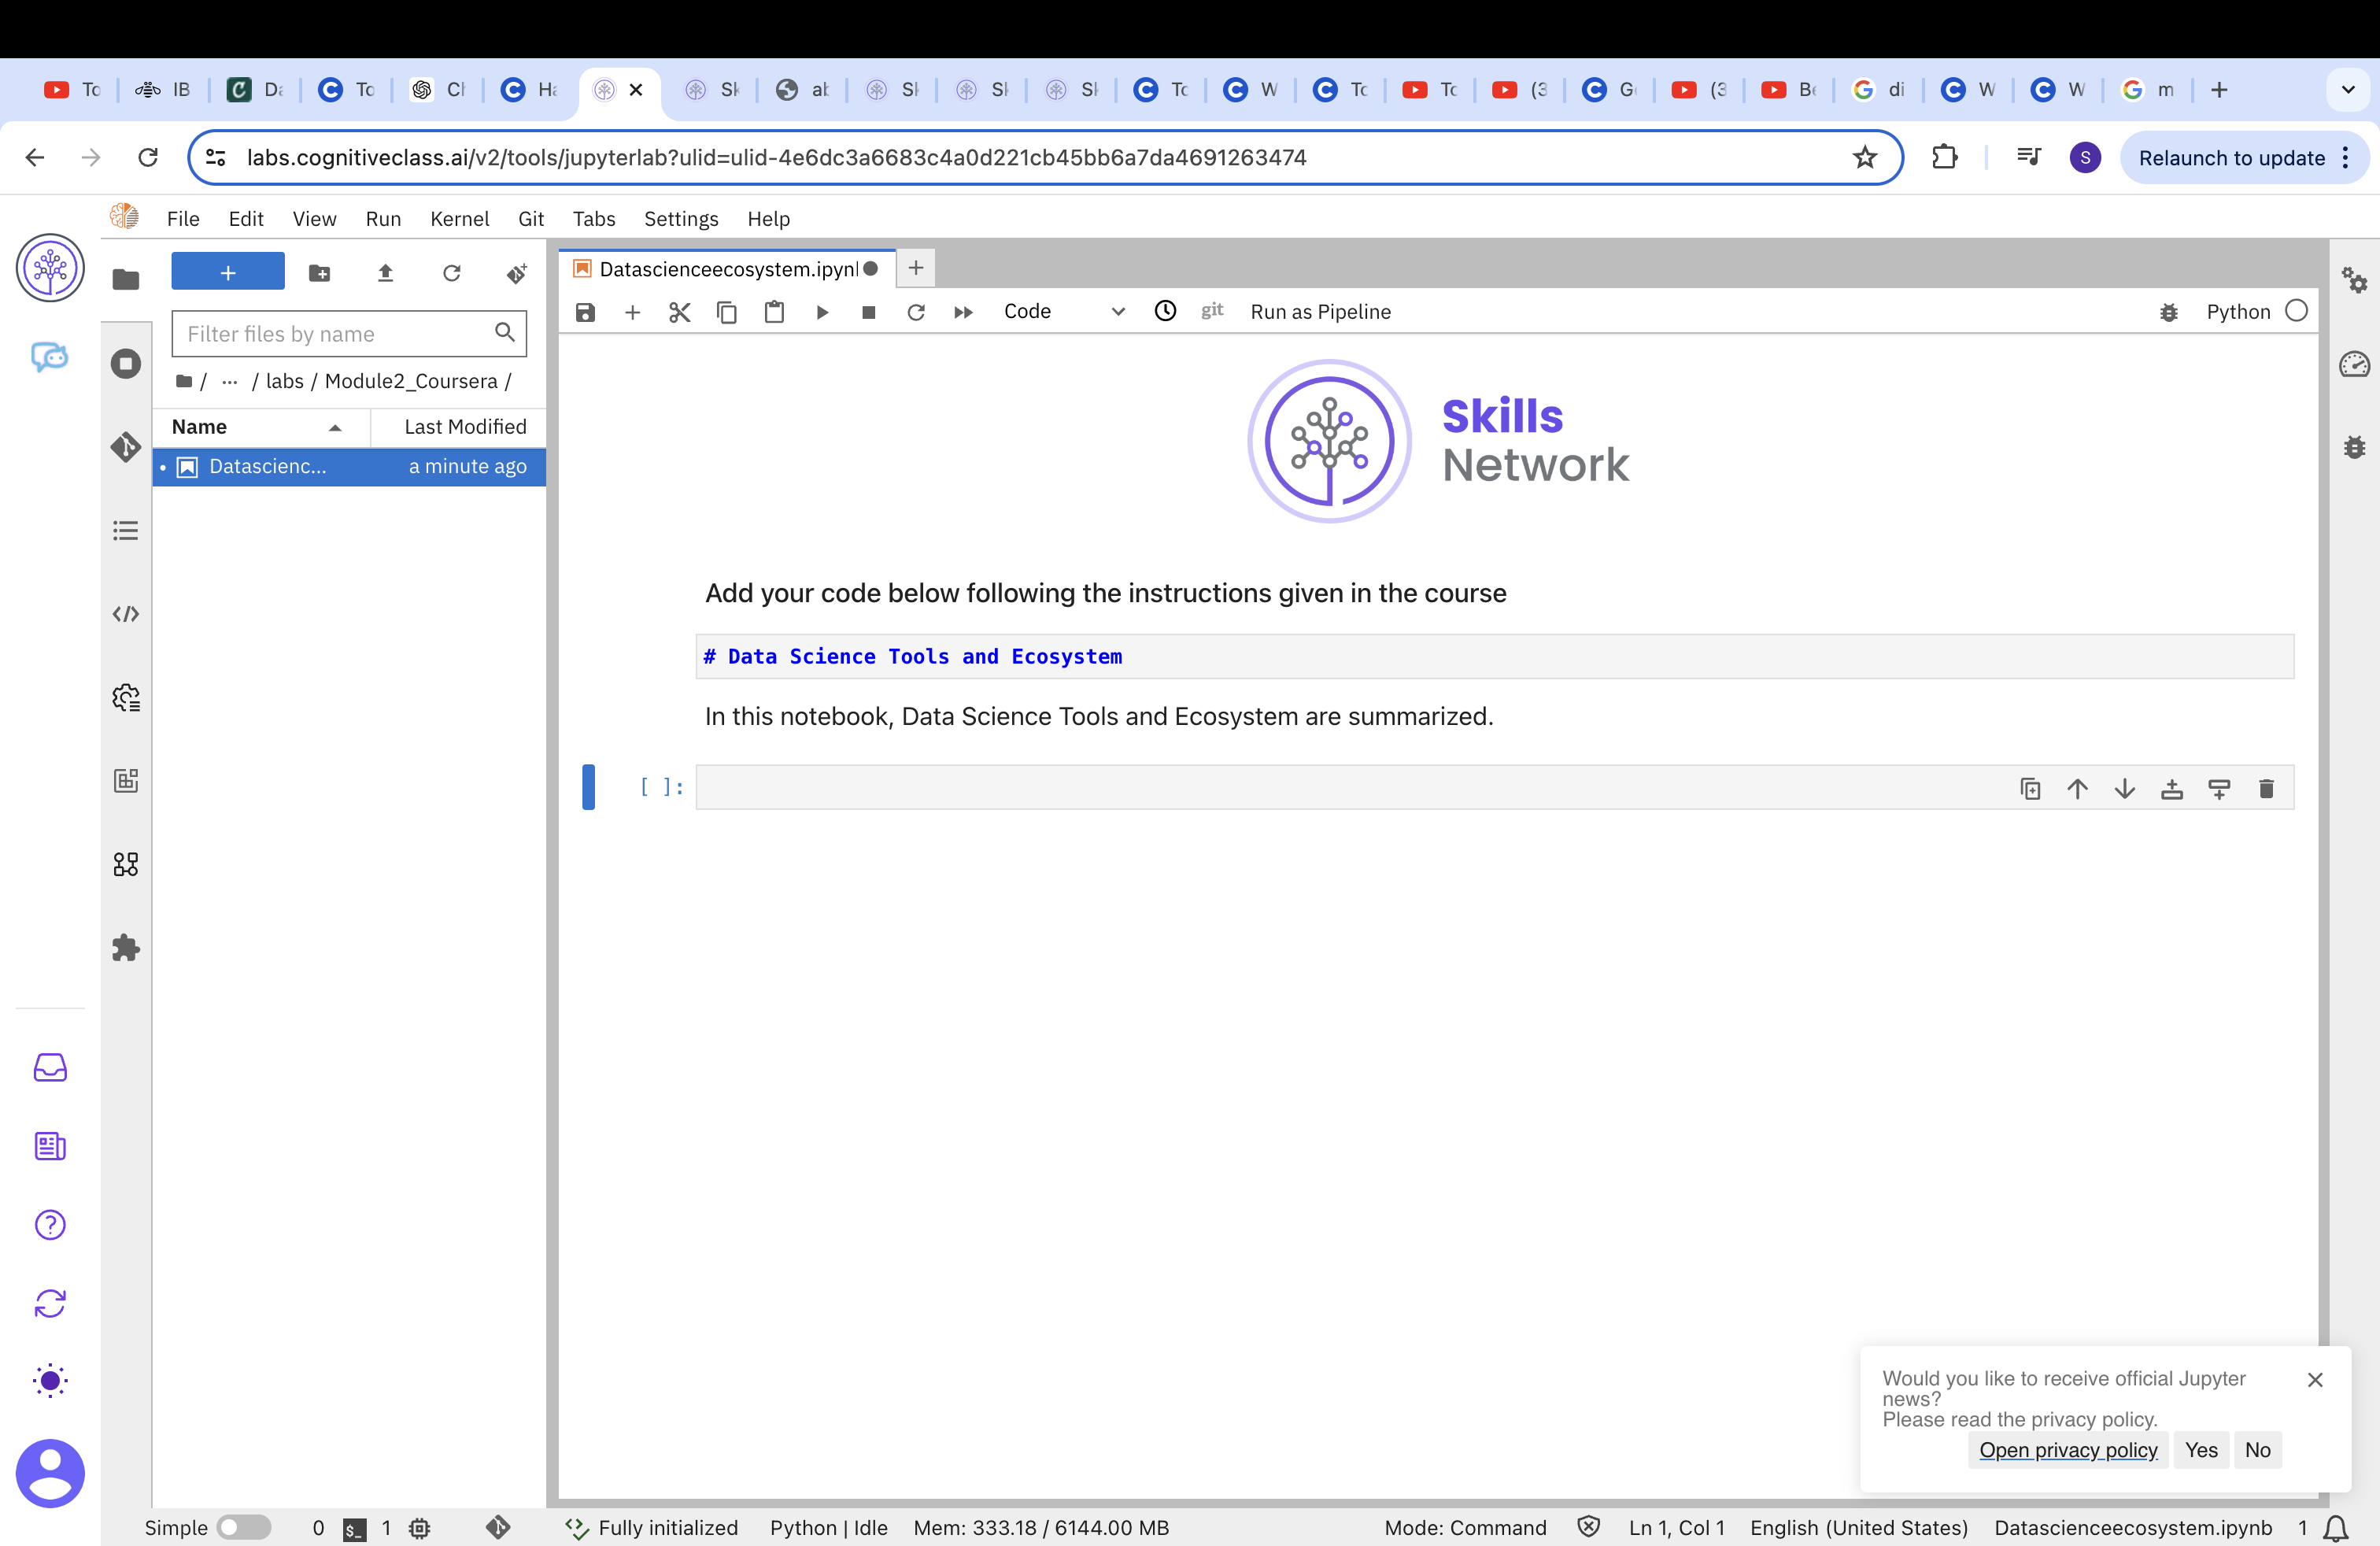 To
IB
Da
To
Ch
Ha
Sk
ab
Sk
Sk
Sk
To
W
To
To
(3
G
(3
Be
di
W
W
m
labs.cognitiveclass.ai/v2/tools/jupyterlab?ulid=ulid-4e6dc3a6683c4a0d221cb45bb6a7da4691263474
S
Relaunch to update
File Edit View Run Kernel Git Tabs Settings Help
Datascienceecosystem.ipynl
Filter files by name
Code
git
Run as Pipeline
Python
/ ... / labs / Module2_Coursera /
Name Last Modified
Datascienc... a minute ago
Skills
Network
Add your code below following the instructions given in the course
# Data Science Tools and Ecosystem
In this notebook, Data Science Tools and Ecosystem are summarized.
[ ]:
Would you like to receive official Jupyter
news?
Please read the privacy policy.
Open privacy policy Yes No
Simple 0 $_ 1 Fully initialized Python | Idle Mem: 333.18 / 6144.00 MB Mode: Command Ln 1, Col 1 English (United States) Datascienceecosystem.ipynb 1